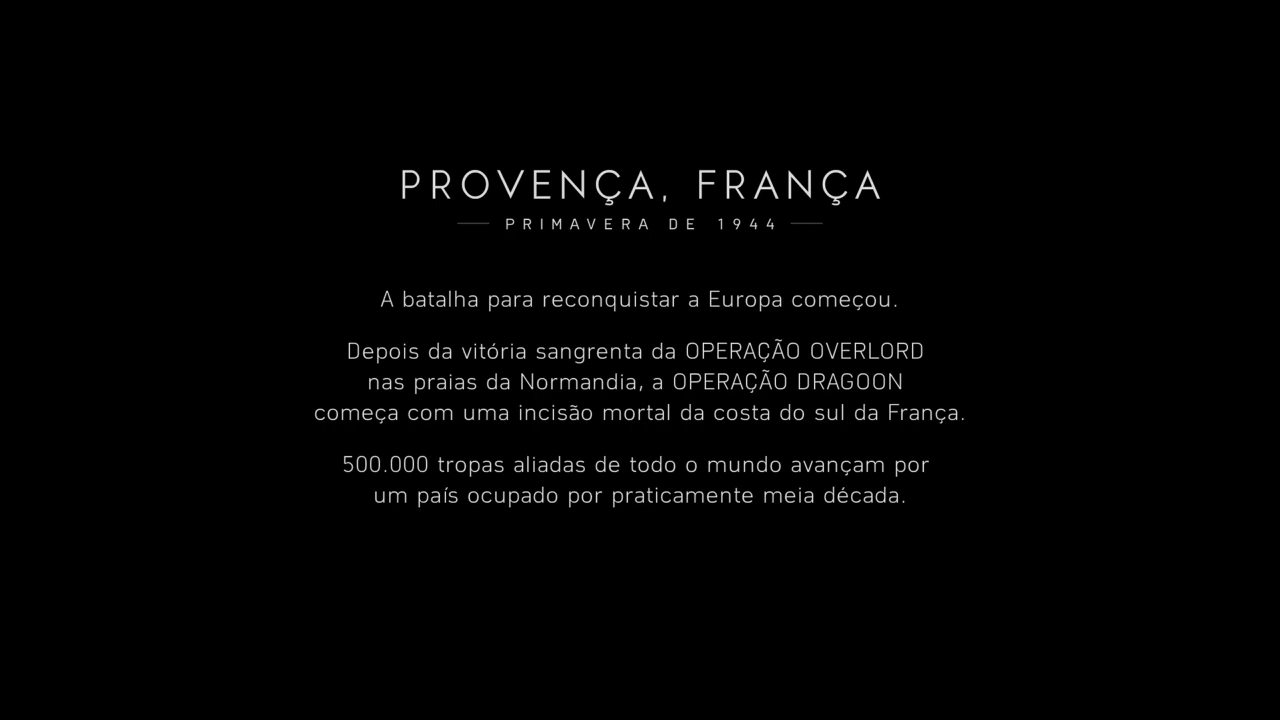 PROVENÇA, FRANÇA
PRIMAVERA DE 1944
A batalha para reconquistar a Europa começou.
Depois da vitória sangrenta da OPERAÇÃO OVERLORD
nas praias da Normandia, a OPERAÇÃO DRAGOON
começa com uma incisão mortal da costa do sul da França.
500.000 tropas aliadas de todo o mundo avançam por
um país ocupado por praticamente meia década.